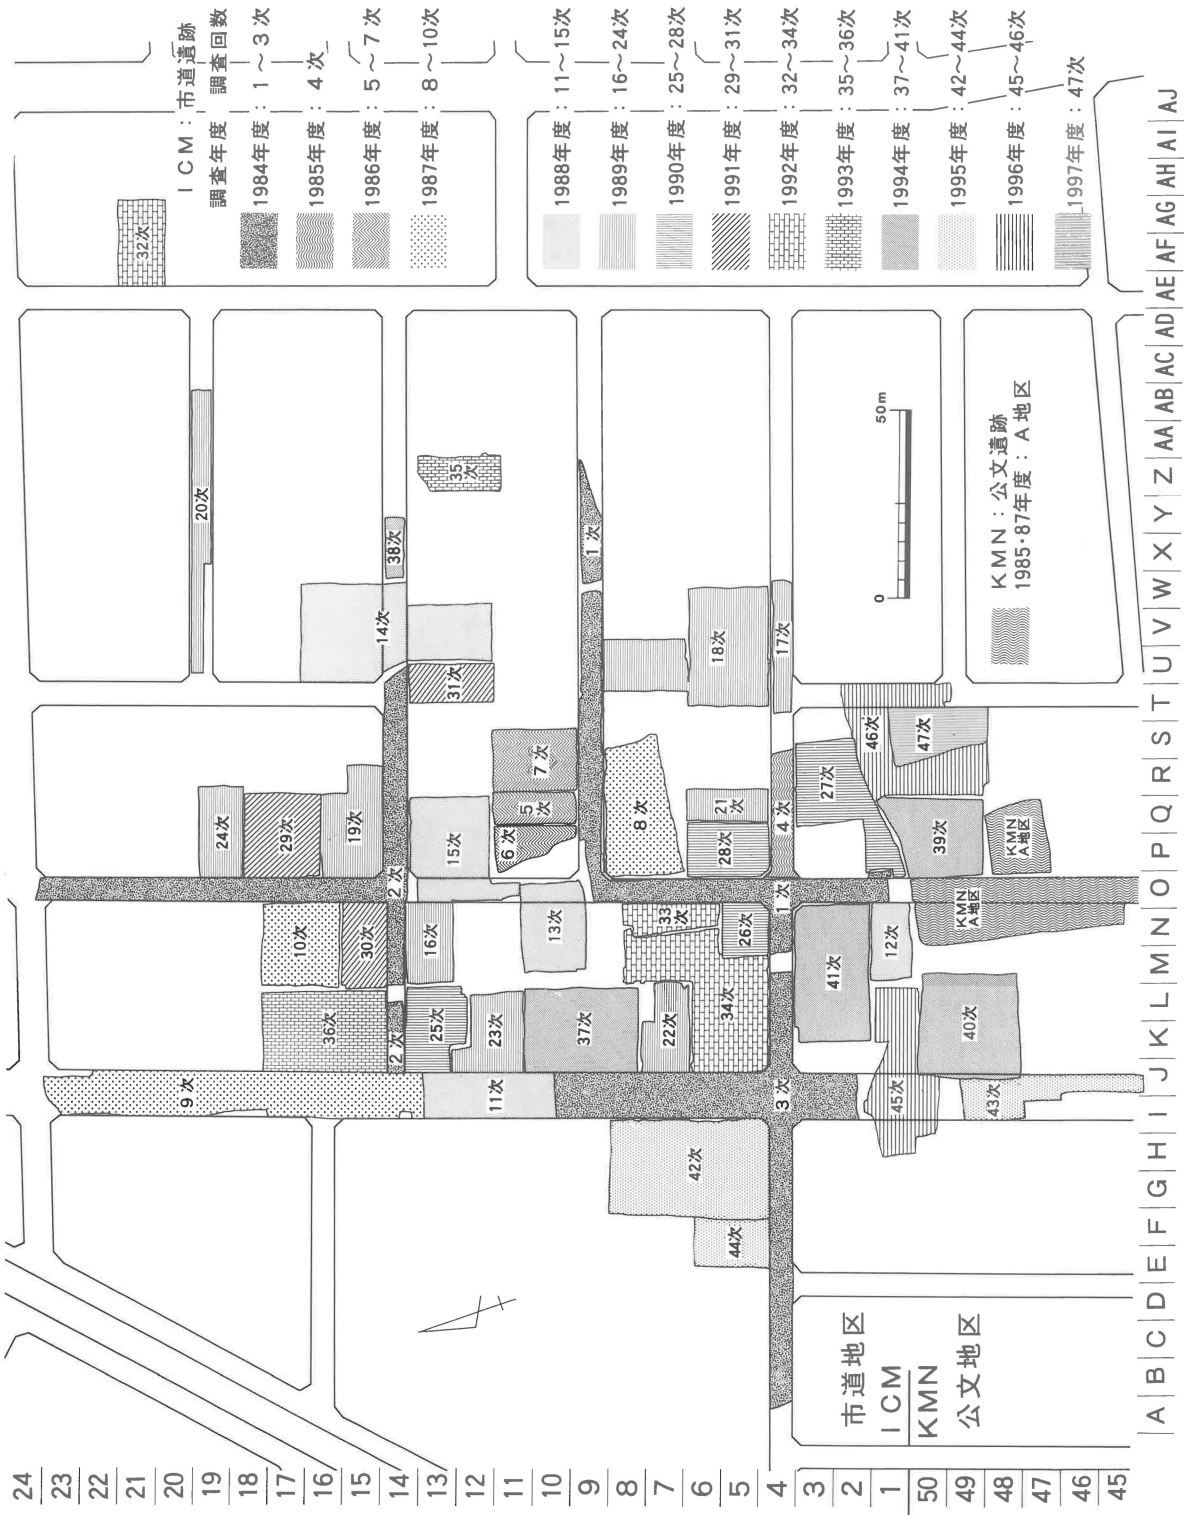 ICM：市道遺跡
調査年度：調査回数
1984年度：1～3次
1985年度：4次
1986年度：5～7次
1987年度：8～10次
1988年度：11～15次
1989年度：16～24次
1990年度：25～28次
1991年度：29～31次
1992年度：32～34次
1993年度：35～36次
1994年度：37～41次
1995年度：42～44次
1996年度：45～46次
1997年度：47次
32次
20次
38次
35次
1次
14次
31次
18次
17次
24次
29次
19次
15次
7次
5次
6次
8次
21次
28次
4次
27次
46次
47次
39次
KMN
A地区
2次
1次
KMN
A地区
10次
30次
16次
13次
33次
26次
41次
12次
36次
2次
25次
23次
37次
22次
34次
40次
9次
11次
3次
45次
43次
42次
44次
0
50m
KMN：公文遺跡
1985・87年度：A地区
市道地区
ICM
KMN
公文地区
24
23
22
21
20
19
18
17
16
15
14
13
12
11
10
9
8
7
6
5
4
3
2
1
50
49
48
47
46
45
A B C D E F G H I J K L M N O P Q R S T U V W X Y Z AA AB AC AD AE AF AG AH AI AJ